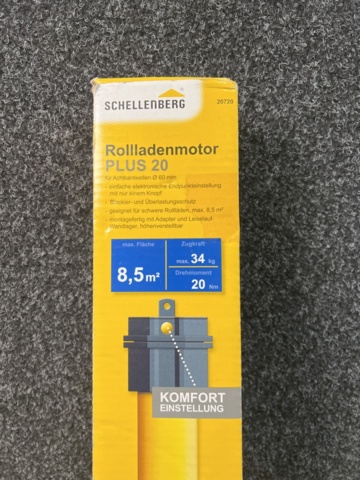 SCHELLENBERG
20720
Rollladenmotor
PLUS 20
für Achtkantwellen Ø 60 mm
- einfache elektronische Endpunkteinstellung
mit nur einem Knopf
- Blockier- und Überlastungsschutz
- geeignet für schwere Rollläden, max. 8,5 m²
- montagefertig mit Adapter und Leselauf-
Wandlager, höhenverstellbar
max. Fläche
8,5 m²
Zugkraft
max. 34 kg
Drehmoment
20 Nm
KOMFORT
EINSTELLUNG